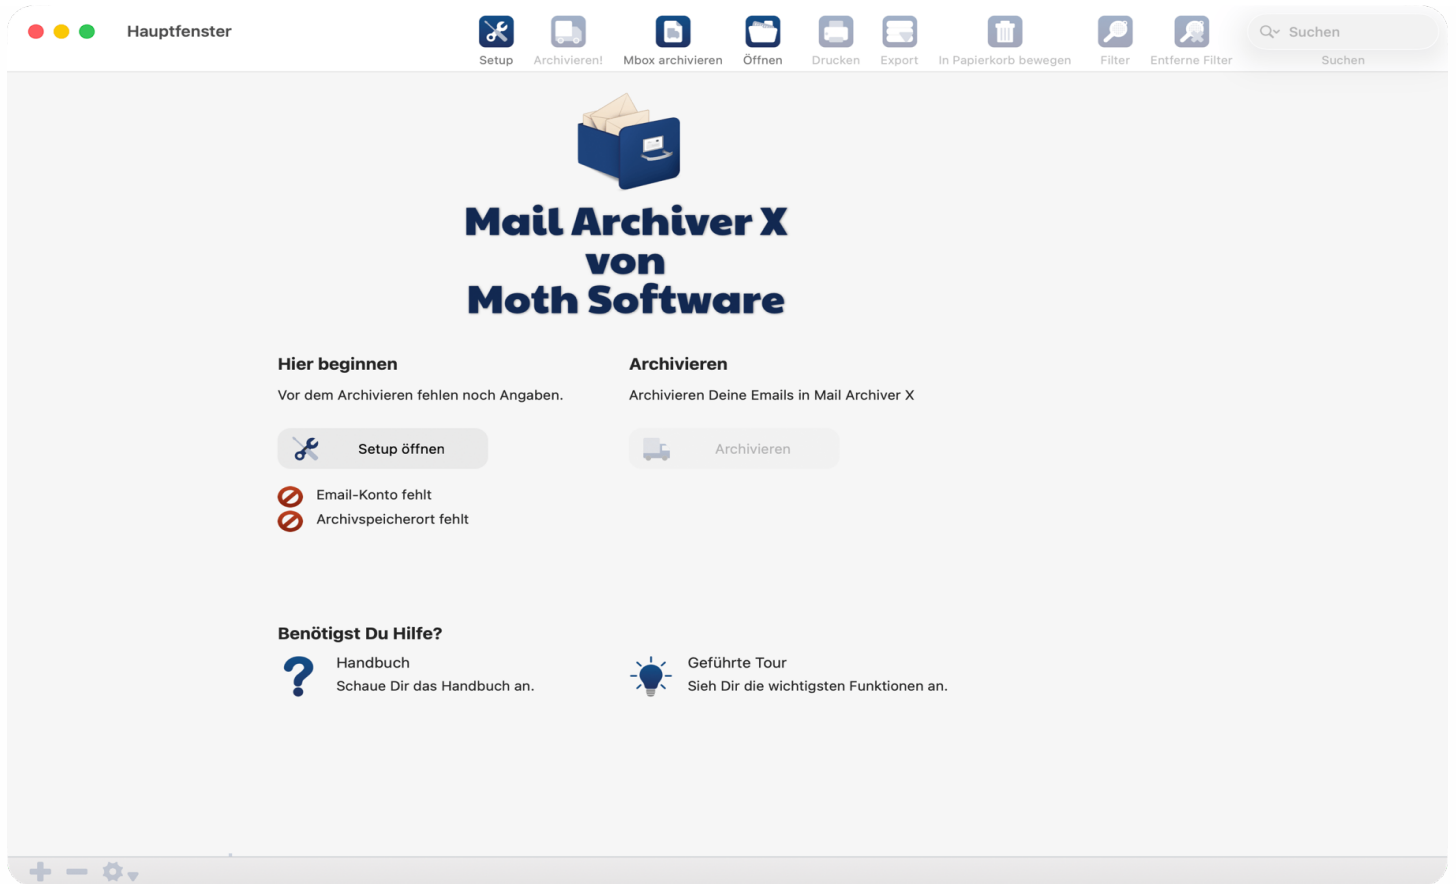 Hauptfenster
Setup
Archivieren!
Mbox archivieren
Öffnen
Drucken
Export
In Papierkorb bewegen
Filter
Entferne Filter
Suchen
Suchen
Mail Archiver X
von
Moth Software
Hier beginnen
Vor dem Archivieren fehlen noch Angaben.
Setup öffnen
Email-Konto fehlt
Archivspeicherort fehlt
Archivieren
Archivieren Deine Emails in Mail Archiver X
Archivieren
Benötigst Du Hilfe?
Handbuch
Schaue Dir das Handbuch an.
Geführte Tour
Sieh Dir die wichtigsten Funktionen an.